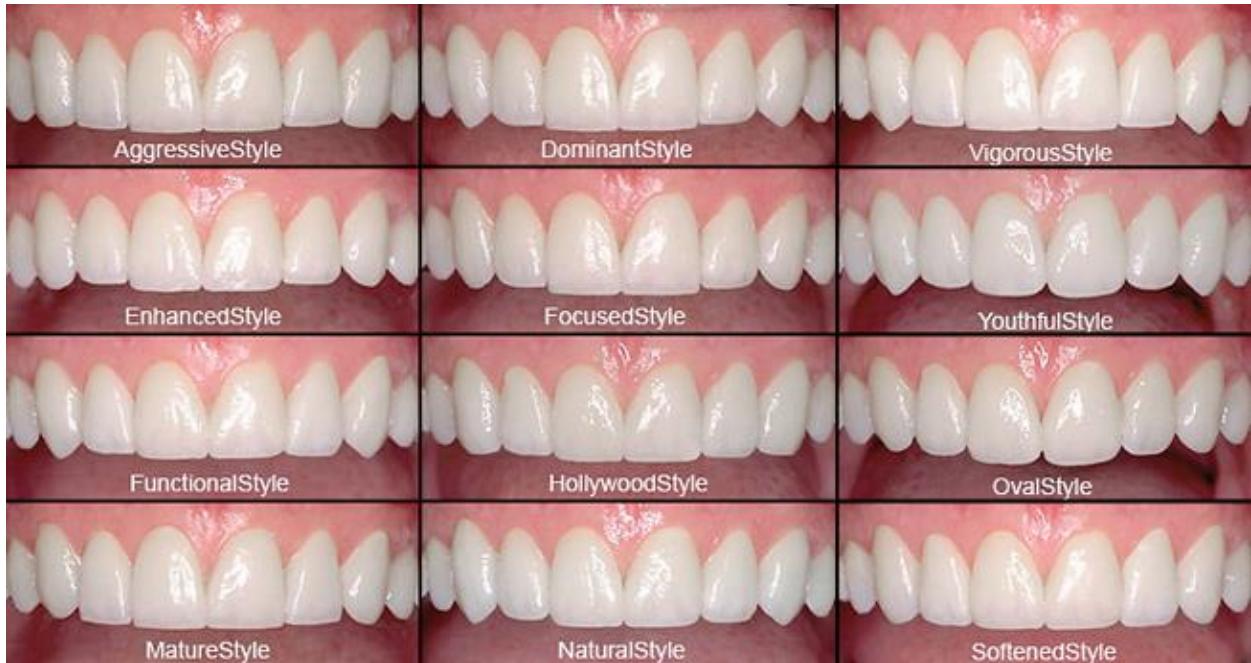 AggressiveStyle
DominantStyle
VigorousStyle
EnhancedStyle
FocusedStyle
YouthfulStyle
FunctionalStyle
HollywoodStyle
OvalStyle
MatureStyle
NaturalStyle
SoftenedStyle